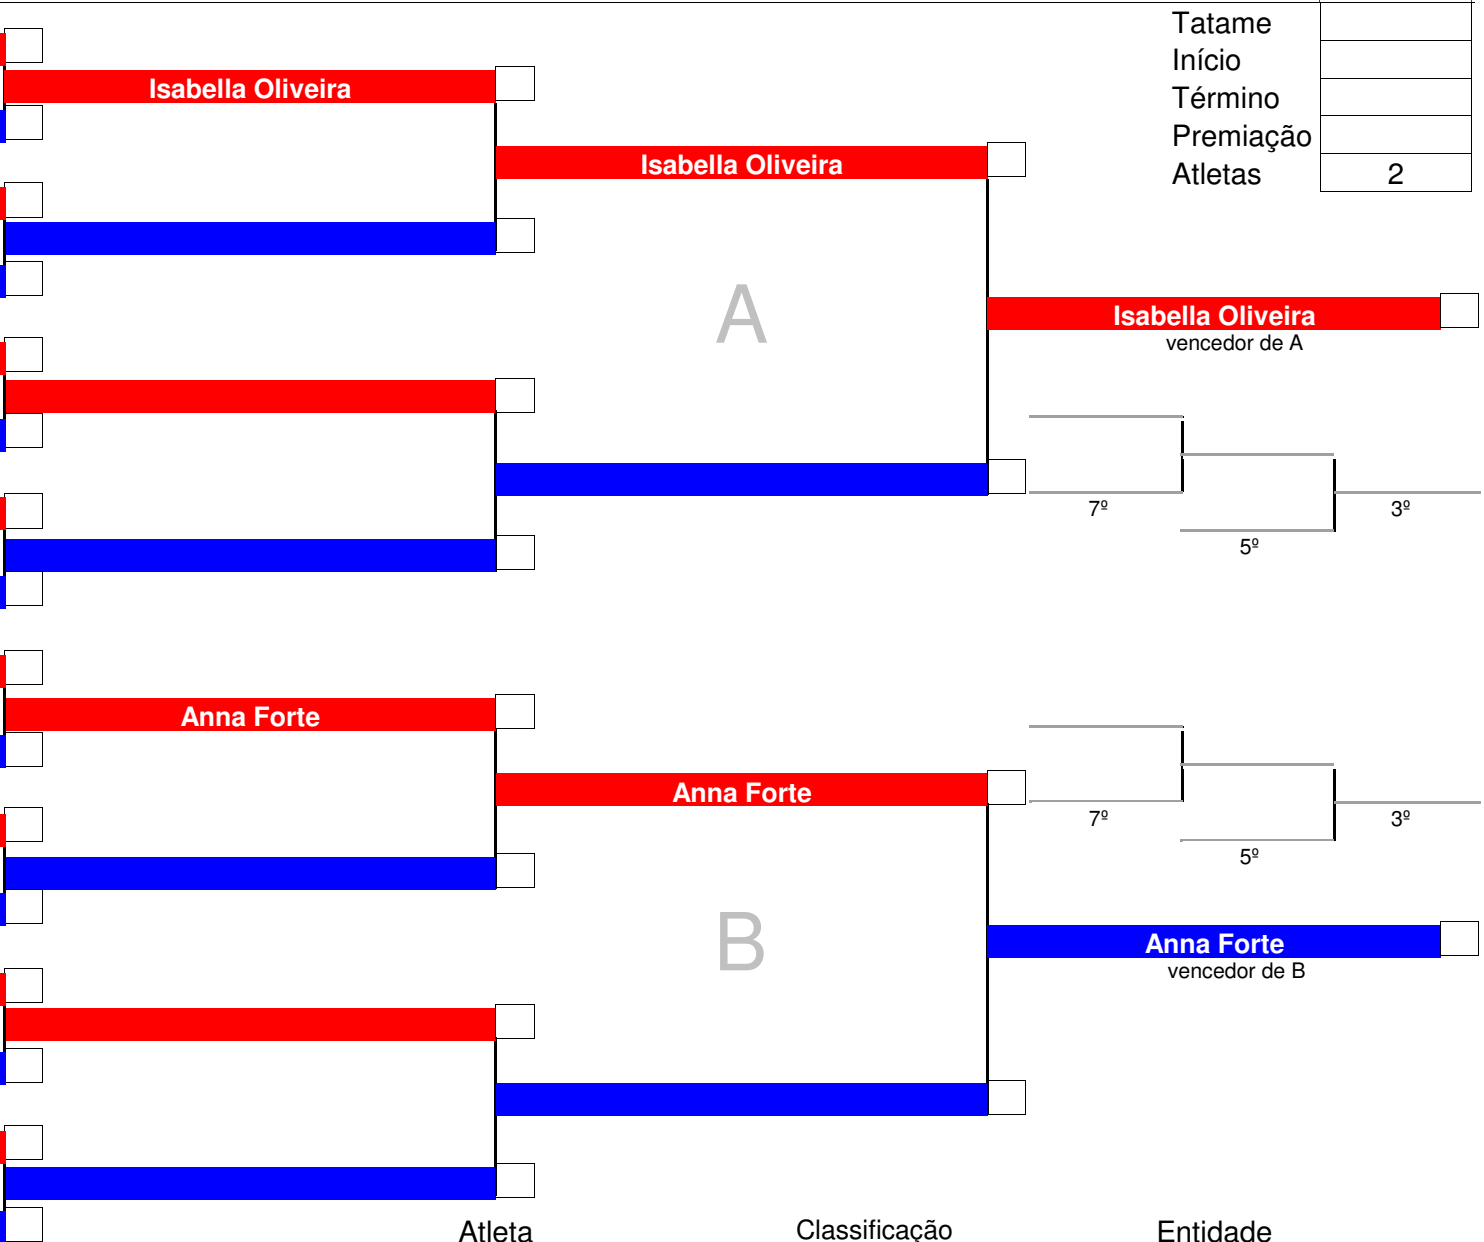 Tatame
Início
Término
Premiação
Atletas 2
Isabella Oliveira
Isabella Oliveira
A
Isabella Oliveira
vencedor de A
7º
3º
5º
Anna Forte
Anna Forte
7º
3º
5º
B
Anna Forte
vencedor de B
Atleta Classificação Entidade